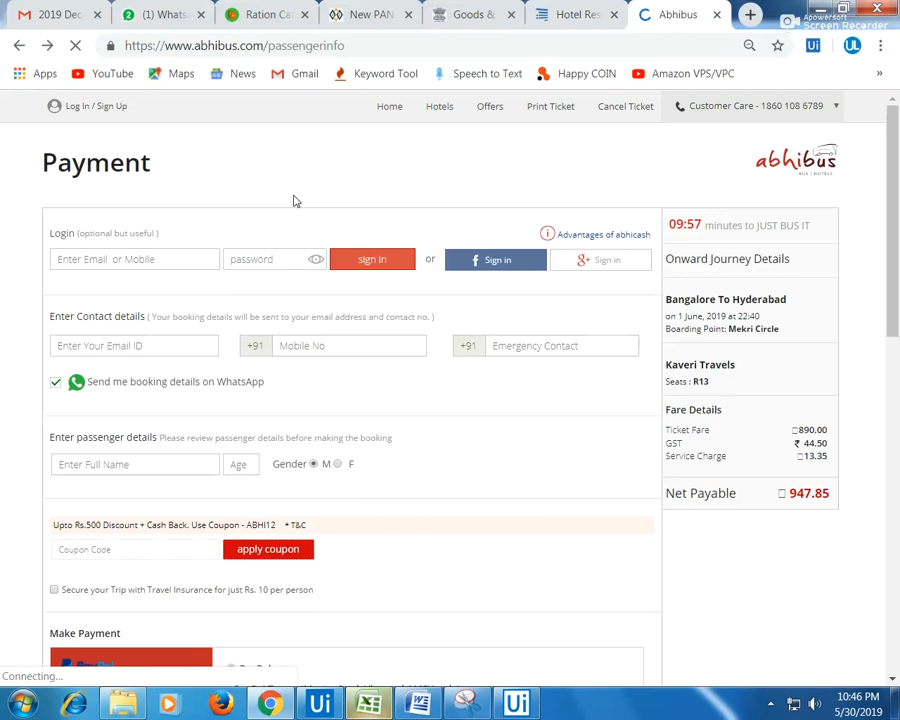 2019 Dec
(1) Whats
Ration Ca
New PAN
Goods &
Hotel Res
Abhibus
Apowersoft
Screen Recorder
https://www.abhibus.com/passengerinfo
Apps
YouTube
Maps
News
Gmail
Keyword Tool
Speech to Text
Happy COIN
Amazon VPS/VPC
»
Log In / Sign Up
Home
Hotels
Offers
Print Ticket
Cancel Ticket
Customer Care - 1860 108 6789
Payment
abhibus
BUS | HOTELS
Login (optional but useful )
Advantages of abhicash
Enter Email or Mobile
password
sign in
or
f Sign in
g+ Sign in
Enter Contact details ( Your booking details will be sent to your email address and contact no. )
Enter Your Email ID
+91 Mobile No
+91 Emergency Contact
Send me booking details on WhatsApp
Enter passenger details Please review passenger details before making the booking
Enter Full Name
Age
Gender M F
Upto Rs.500 Discount + Cash Back. Use Coupon - ABHI12 * T&C
Coupon Code
apply coupon
Secure your Trip with Travel Insurance for just Rs. 10 per person
Make Payment
09:57 minutes to JUST BUS IT
Onward Journey Details
Bangalore To Hyderabad
on 1 June, 2019 at 22:40
Boarding Point: Mekri Circle
Kaveri Travels
Seats : R13
Fare Details
Ticket Fare 890.00
GST ₹ 44.50
Service Charge 13.35
Net Payable 947.85
Connecting...
10:46 PM
5/30/2019